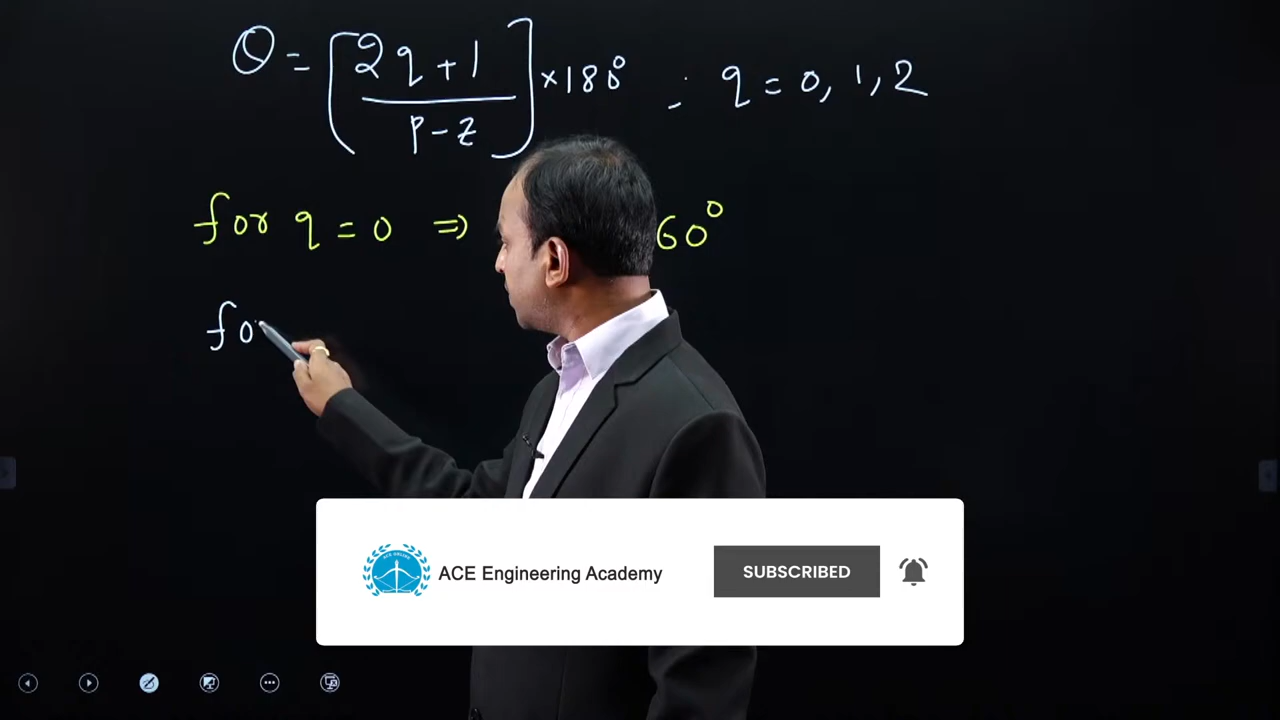 θ = [2q+1 / P-Z] ×180° ; q = 0, 1, 2
for q = 0 ⇒ 60°
fo
ACE Engineering Academy
SUBSCRIBED